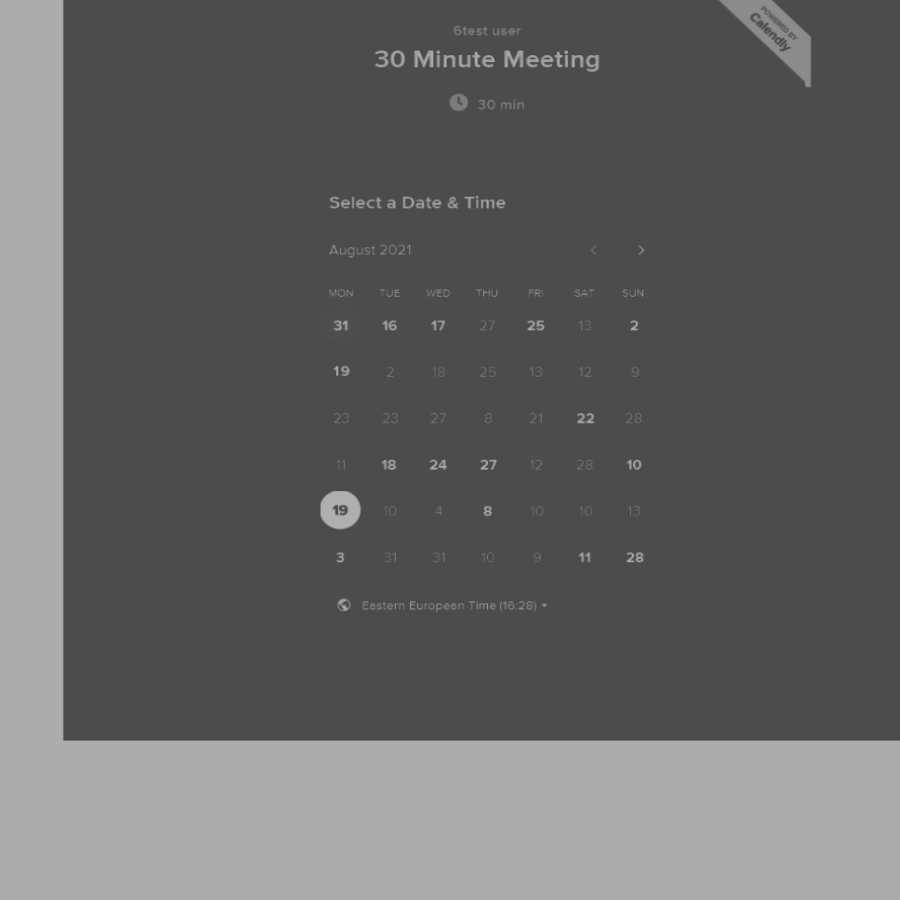 POWERED BY
Calendly
6test user
30 Minute Meeting
30 min
Select a Date & Time
August 2021
MON TUE WED THU FRI SAT SUN
31 16 17 27 25 13 2
19 2 18 25 13 12 9
23 23 27 8 21 22 28
11 18 24 27 12 28 10
19 10 4 8 10 10 13
3 31 31 10 9 11 28
Eastern European Time (16:28)